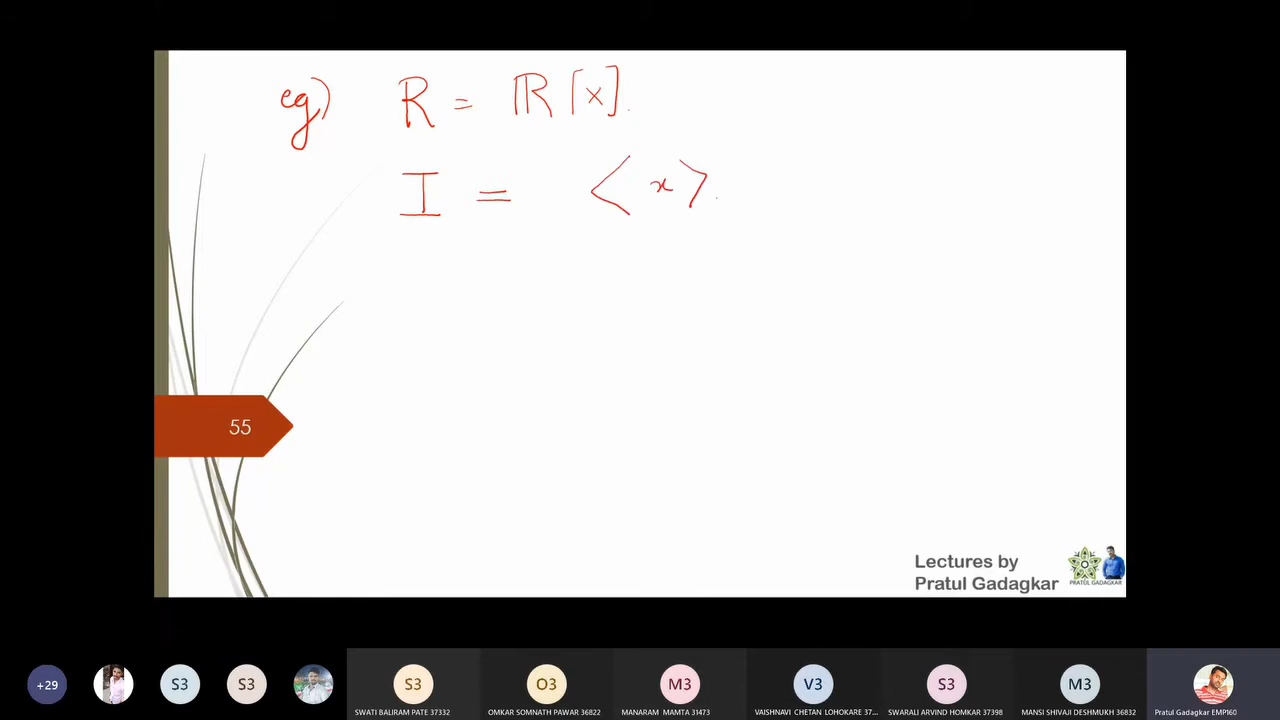 eg) R = ℝ[x].
I = <x>.
55
Lectures by
Pratul Gadagkar
PRATUL GADAGKAR
+29
S3
S3
S3
O3
M3
V3
S3
M3
SWATI BALIRAM PATE 37332
OMKAR SOMNATH PAWAR 36822
MANARAM MAMTA 31473
VAISHNAVI CHETAN LOHOKARE 37...
SWARALI ARVIND HOMKAR 37398
MANSI SHIVAJI DESHMUKH 36832
Pratul Gadagkar EMP160